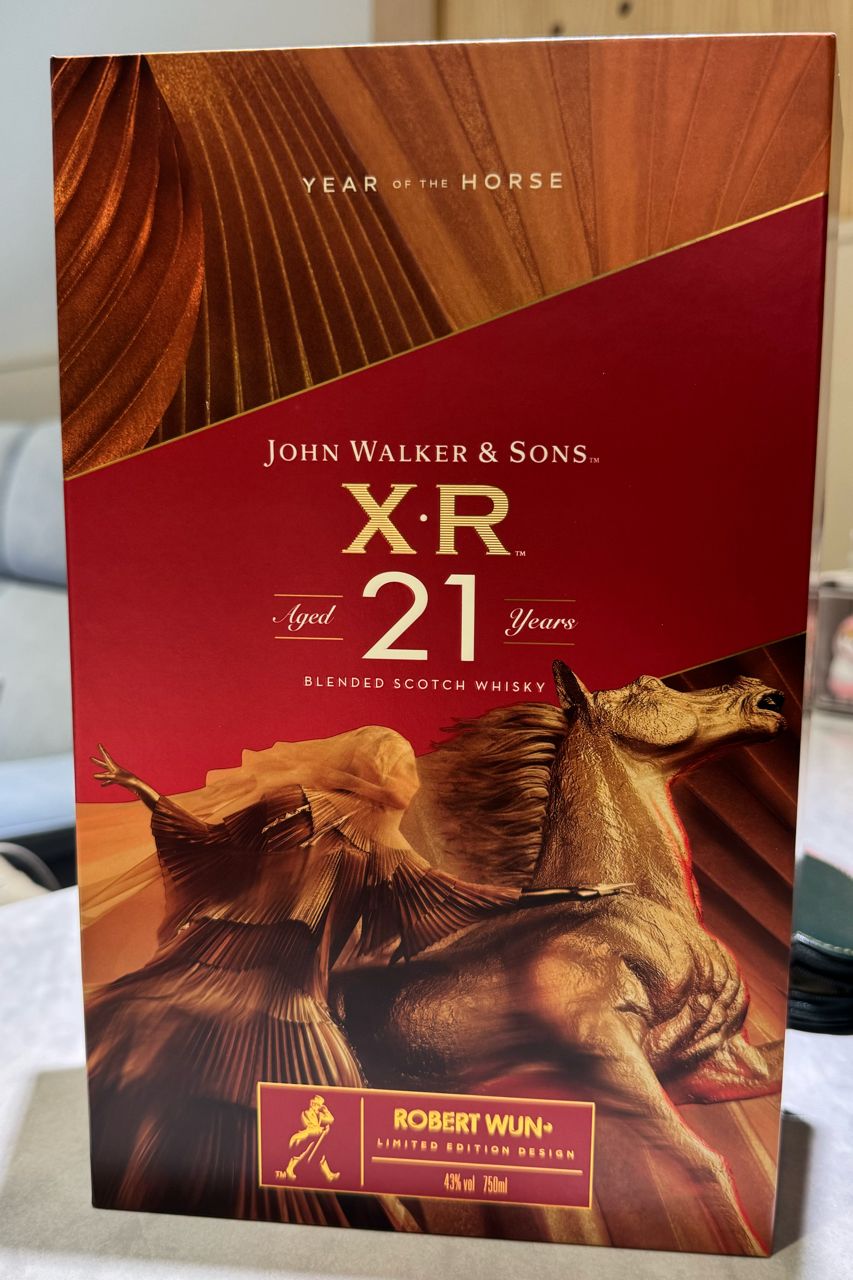 YEAR OF THE HORSE
JOHN WALKER & SONS™
X·R™
Aged 21 Years
BLENDED SCOTCH WHISKY
ROBERT WUN
LIMITED EDITION DESIGN
TM
43% vol 750ml